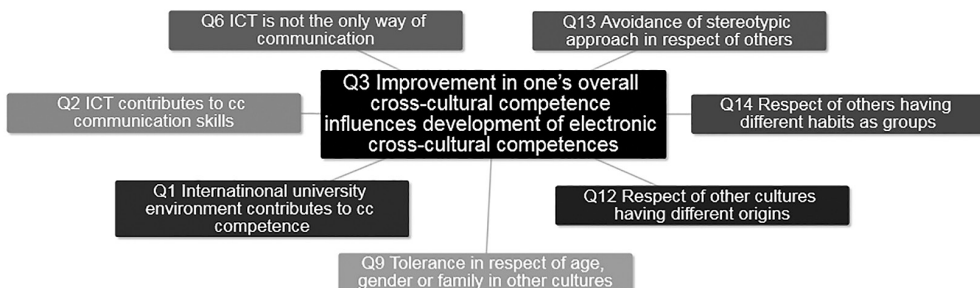 Q6 ICT is not the only way of
communication
Q13 Avoidance of stereotypic
approach in respect of others
Q3 Improvement in one's overall
cross-cultural competence
influences development of electronic
cross-cultural competences
Q2 ICT contributes to cc
communication skills
Q14 Respect of others having
different habits as groups
Q1 Internatinonal university
environment contributes to cc
competence
Q12 Respect of other cultures
having different origins
Q9 Tolerance in respect of age,
gender or family in other cultures